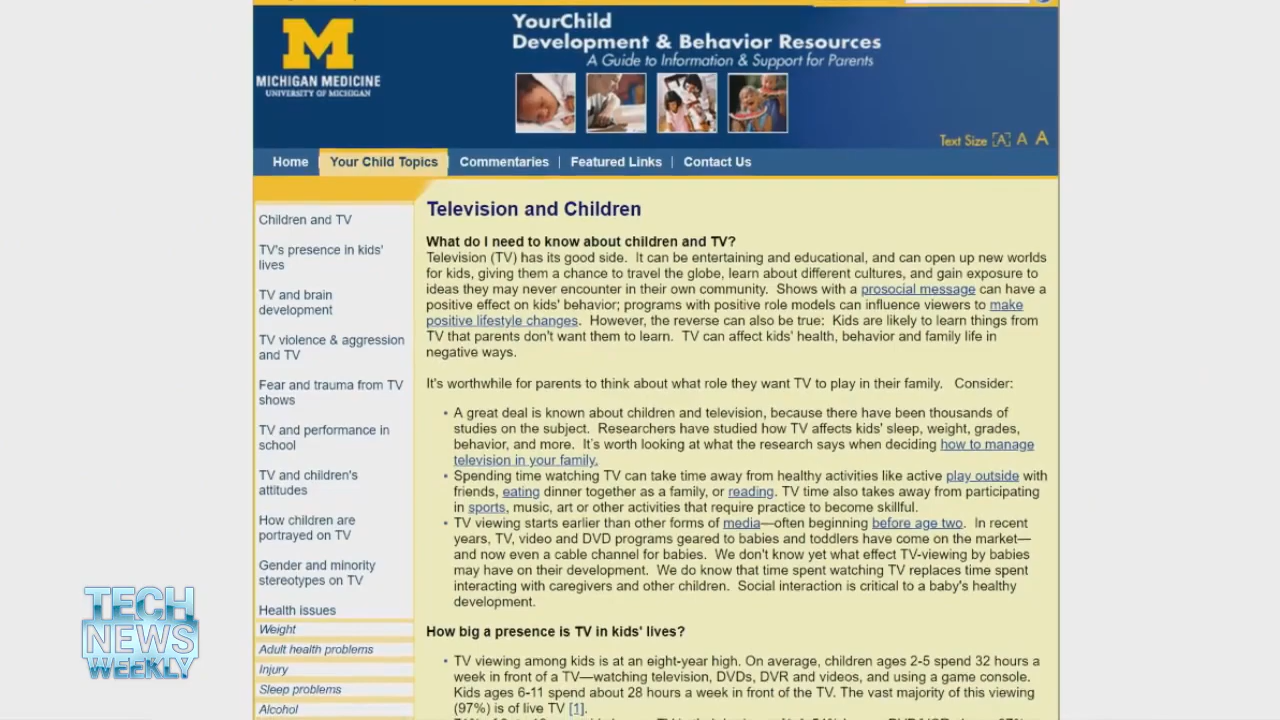 YourChild
Development & Behavior Resources
A Guide to Information & Support for Parents
M
MICHIGAN MEDICINE
UNIVERSITY OF MICHIGAN
Text Size [A] A A
Home | Your Child Topics | Commentaries | Featured Links | Contact Us
Children and TV
TV's presence in kids'
lives
TV and brain
development
TV violence & aggression
and TV
Fear and trauma from TV
shows
TV and performance in
school
TV and children's
attitudes
How children are
portrayed on TV
Gender and minority
stereotypes on TV
Health issues
Weight
Adult health problems
Injury
Sleep problems
Alcohol
Television and Children
What do I need to know about children and TV?
Television (TV) has its good side. It can be entertaining and educational, and can open up new worlds
for kids, giving them a chance to travel the globe, learn about different cultures, and gain exposure to
ideas they may never encounter in their own community. Shows with a prosocial message can have a
positive effect on kids' behavior; programs with positive role models can influence viewers to make
positive lifestyle changes. However, the reverse can also be true: Kids are likely to learn things from
TV that parents don't want them to learn. TV can affect kids' health, behavior and family life in
negative ways.
It's worthwhile for parents to think about what role they want TV to play in their family. Consider:
• A great deal is known about children and television, because there have been thousands of
studies on the subject. Researchers have studied how TV affects kids' sleep, weight, grades,
behavior, and more. It's worth looking at what the research says when deciding how to manage
television in your family.
• Spending time watching TV can take time away from healthy activities like active play outside with
friends, eating dinner together as a family, or reading. TV time also takes away from participating
in sports, music, art or other activities that require practice to become skillful.
• TV viewing starts earlier than other forms of media—often beginning before age two. In recent
years, TV, video and DVD programs geared to babies and toddlers have come on the market—
and now even a cable channel for babies. We don't know yet what effect TV-viewing by babies
may have on their development. We do know that time spent watching TV replaces time spent
interacting with caregivers and other children. Social interaction is critical to a baby's healthy
development.
How big a presence is TV in kids' lives?
• TV viewing among kids is at an eight-year high. On average, children ages 2-5 spend 32 hours a
week in front of a TV—watching television, DVDs, DVR and videos, and using a game console.
Kids ages 6-11 spend about 28 hours a week in front of the TV. The vast majority of this viewing
(97%) is of live TV [1].
TECH
NEWS
WEEKLY